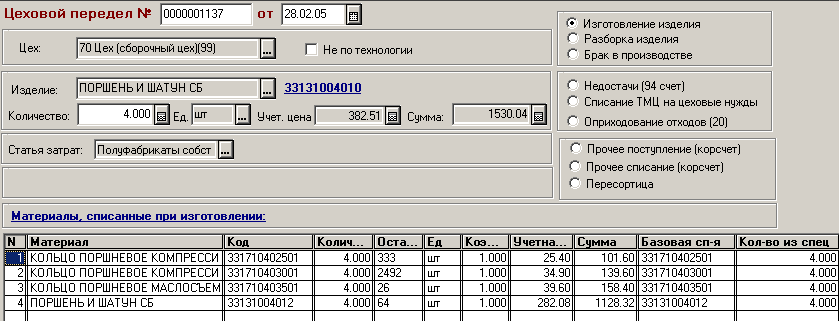 Цеховой передел № 0000001137 от 28.02.05
Цех: 70 Цех (сборочный цех)(99) ... Не по технологии
Изготовление изделия
Разборка изделия
Брак в производстве
Изделие: ПОРШЕНЬ И ШАТУН СБ ... 33131004010
Количество: 4.000 Ед. шт ... Учет. цена 382.51 Сумма: 1530.04
Недостачи (94 счет)
Списание ТМЦ на цеховые нужды
Оприходование отходов (20)
Статья затрат: Полуфабрикаты собст ...
Прочее поступление (корсчет)
Прочее списание (корсчет)
Пересортица
Материалы, списанные при изготовлении:
N Материал Код Колич... Оста... Ед Коэ... Учетна... Сумма Базовая сп-я Кол-во из спец
1 КОЛЬЦО ПОРШНЕВОЕ КОМПРЕССИ 331710402501 4.000 333 шт 1.000 25.40 101.60 331710402501 4.000
2 КОЛЬЦО ПОРШНЕВОЕ КОМПРЕССИ 331710403001 4.000 2492 шт 1.000 34.90 139.60 331710403001 4.000
3 КОЛЬЦО ПОРШНЕВОЕ МАСЛОСЪЕМ 331710403501 4.000 26 шт 1.000 39.60 158.40 331710403501 4.000
4 ПОРШЕНЬ И ШАТУН СБ 33131004012 4.000 64 шт 1.000 282.08 1128.32 33131004012 4.000